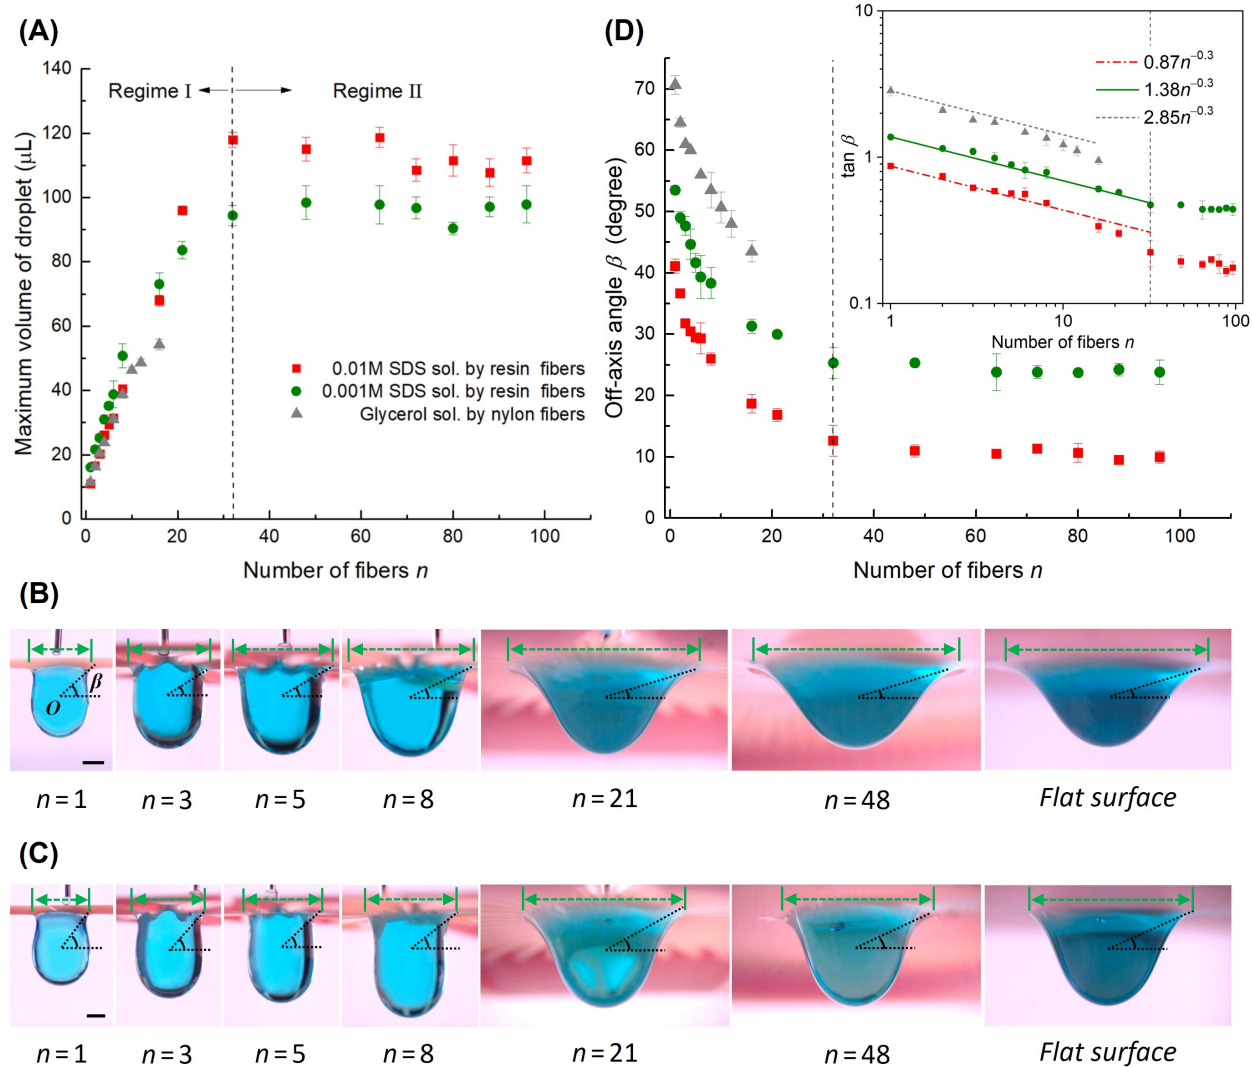 (A)
140
120
100
80
60
40
20
0
0 20 40 60 80 100
Maximum volume of droplet (μL)
Number of fibers n
Regime I
Regime II
0.01M SDS sol. by resin fibers
0.001M SDS sol. by resin fibers
Glycerol sol. by nylon fibers
(D)
70
60
50
40
30
20
10
0
0 20 40 60 80 100
Off-axis angle β (degree)
Number of fibers n
10
1
0.1
1 10 100
tan β
Number of fibers n
0.87n⁻⁰·³
1.38n⁻⁰·³
2.85n⁻⁰·³
(B)
β
O
n = 1
n = 3
n = 5
n = 8
n = 21
n = 48
Flat surface
(C)
n = 1
n = 3
n = 5
n = 8
n = 21
n = 48
Flat surface